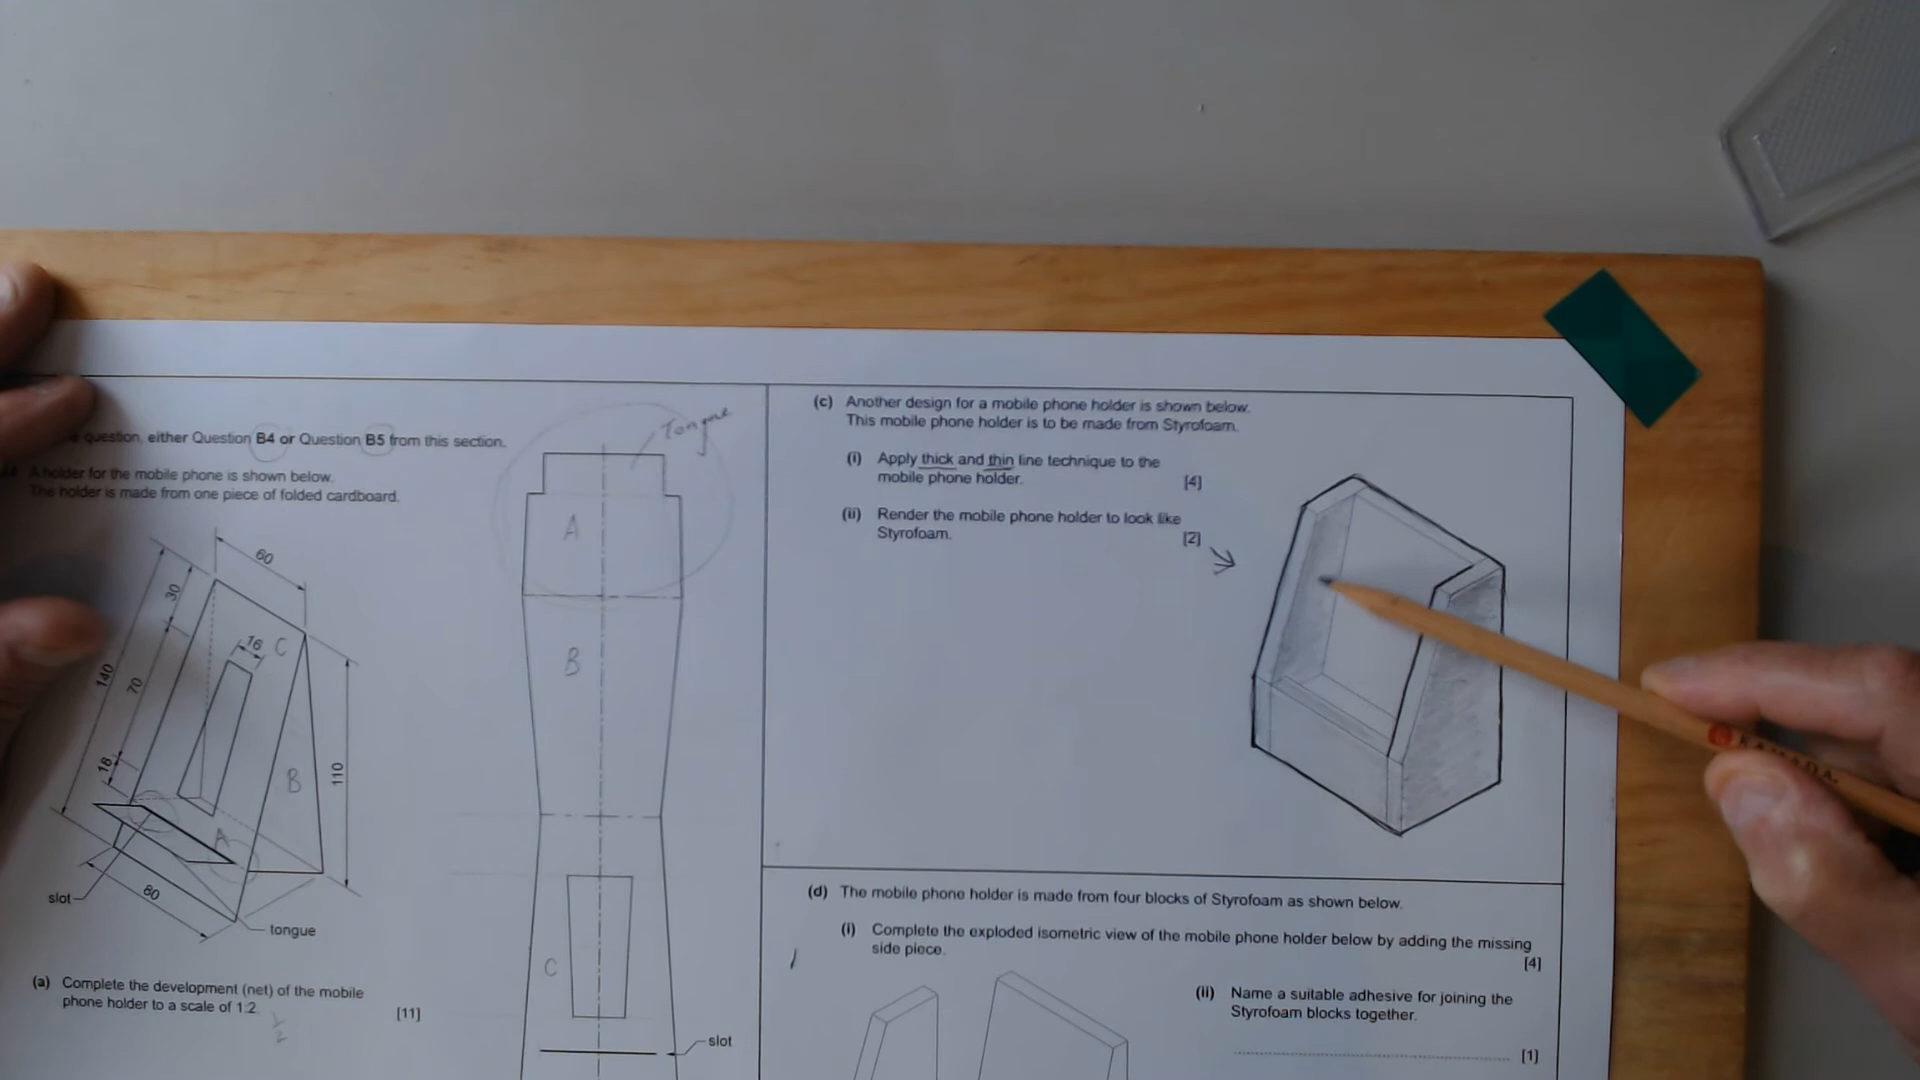 question, either Question B4 or Question B5 from this section.
A holder for the mobile phone is shown below.
The holder is made from one piece of folded cardboard.
60
30
16
C
140
70
B
110
18
A
80
slot
tongue
(a) Complete the development (net) of the mobile
phone holder to a scale of 1:2.
[11]
1/2
Tongue
A
B
C
slot
(c) Another design for a mobile phone holder is shown below.
This mobile phone holder is to be made from Styrofoam.
(i) Apply thick and thin line technique to the
mobile phone holder.
[4]
(ii) Render the mobile phone holder to look like
Styrofoam.
[2]
(d) The mobile phone holder is made from four blocks of Styrofoam as shown below.
(i) Complete the exploded isometric view of the mobile phone holder below by adding the missing
side piece.
[4]
(ii) Name a suitable adhesive for joining the
Styrofoam blocks together.
[1]